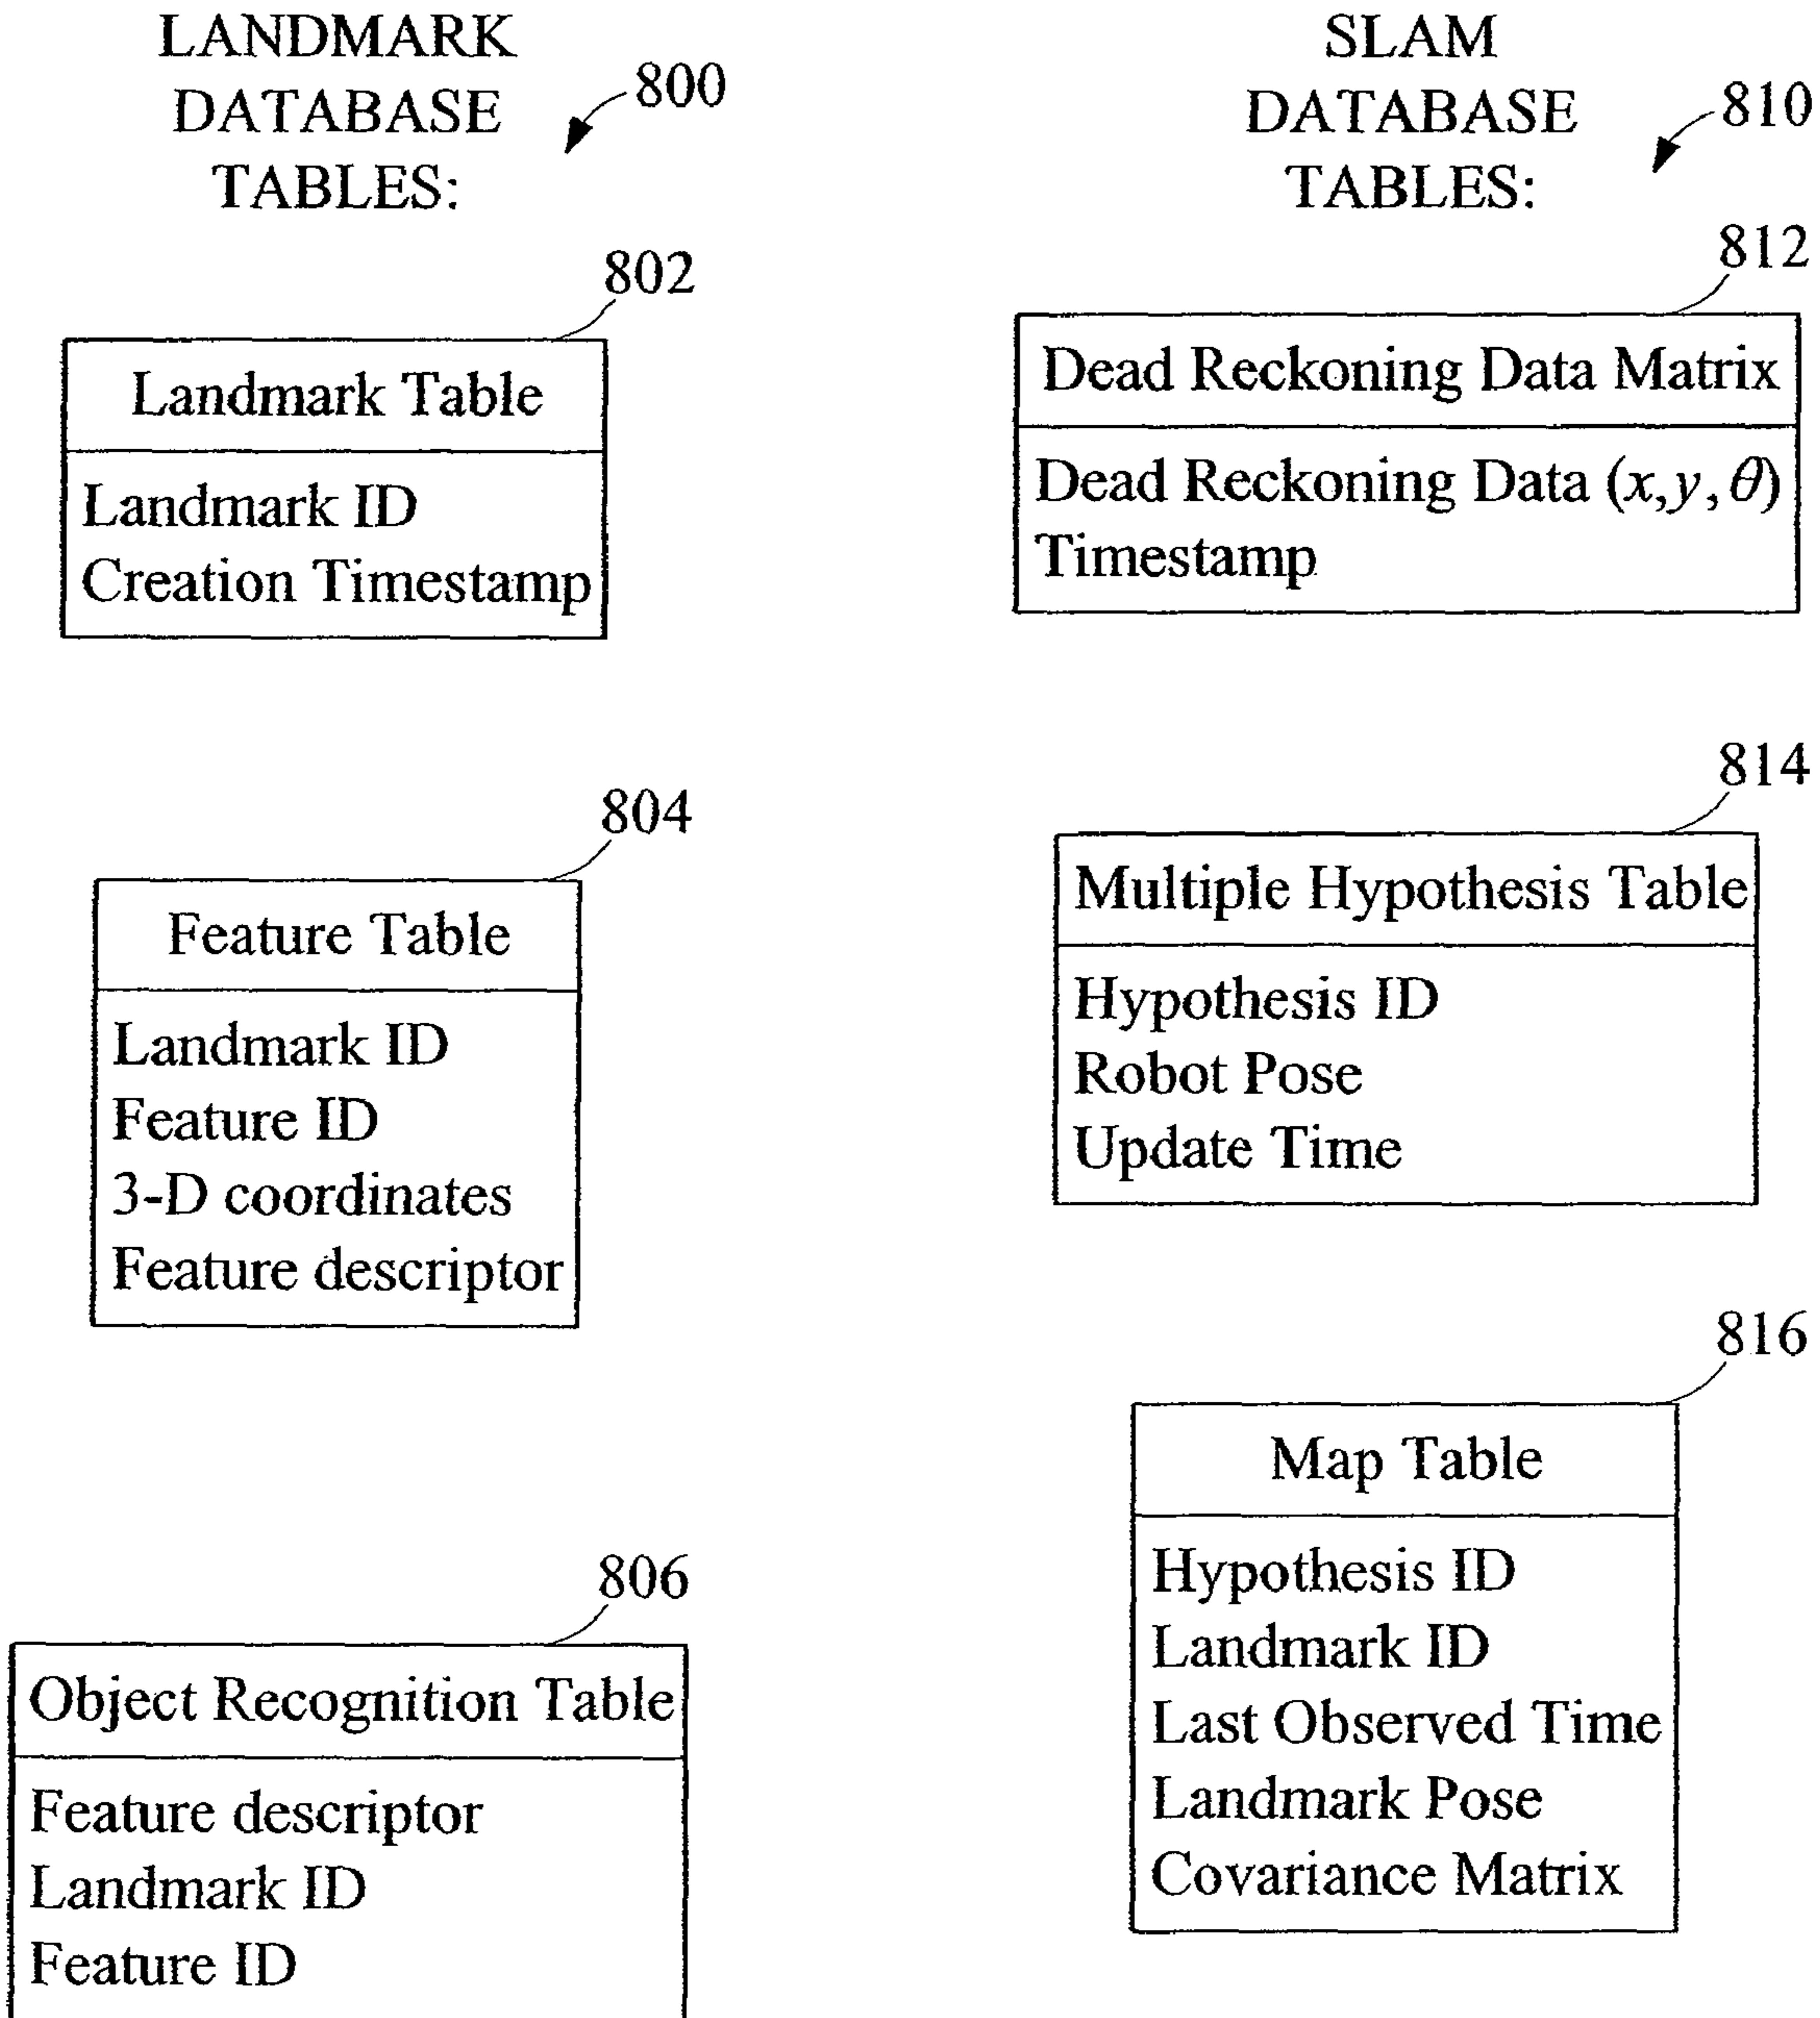 LANDMARK
DATABASE
TABLES:
800
802
Landmark Table
Landmark ID
Creation Timestamp
804
Feature Table
Landmark ID
Feature ID
3-D coordinates
Feature descriptor
806
Object Recognition Table
Feature descriptor
Landmark ID
Feature ID
SLAM
DATABASE
TABLES:
810
812
Dead Reckoning Data Matrix
Dead Reckoning Data (x,y,θ)
Timestamp
814
Multiple Hypothesis Table
Hypothesis ID
Robot Pose
Update Time
816
Map Table
Hypothesis ID
Landmark ID
Last Observed Time
Landmark Pose
Covariance Matrix